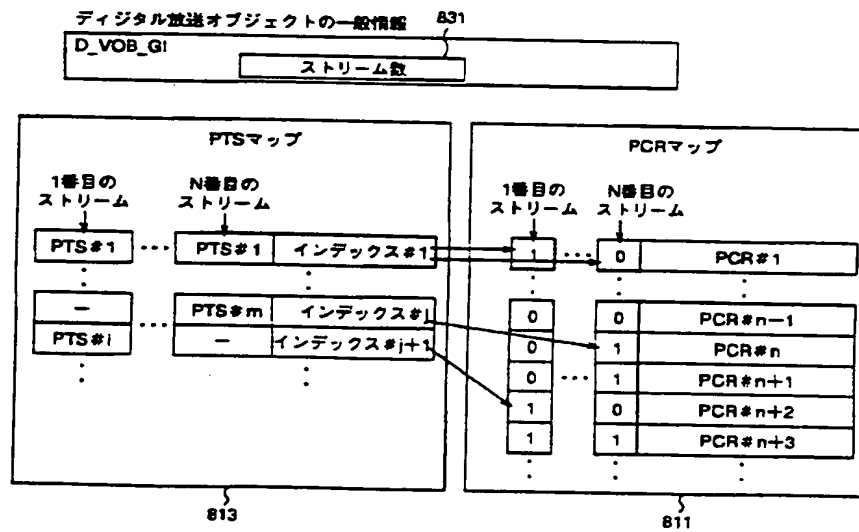 ディジタル放送オブジェクトの一般情報
831
D_VOB_GI
ストリーム数
PTSマップ
1番目の
ストリーム
N番目の
ストリーム
PTS#1 … PTS#1 インデックス#1
－ PTS#m インデックス#j
PTS#i … － インデックス#j+1
813
PCRマップ
1番目の
ストリーム
N番目の
ストリーム
1 … 0 PCR#1
0 0 PCR#n－1
0 1 PCR#n
0 … 1 PCR#n+1
1 0 PCR#n+2
1 1 PCR#n+3
811